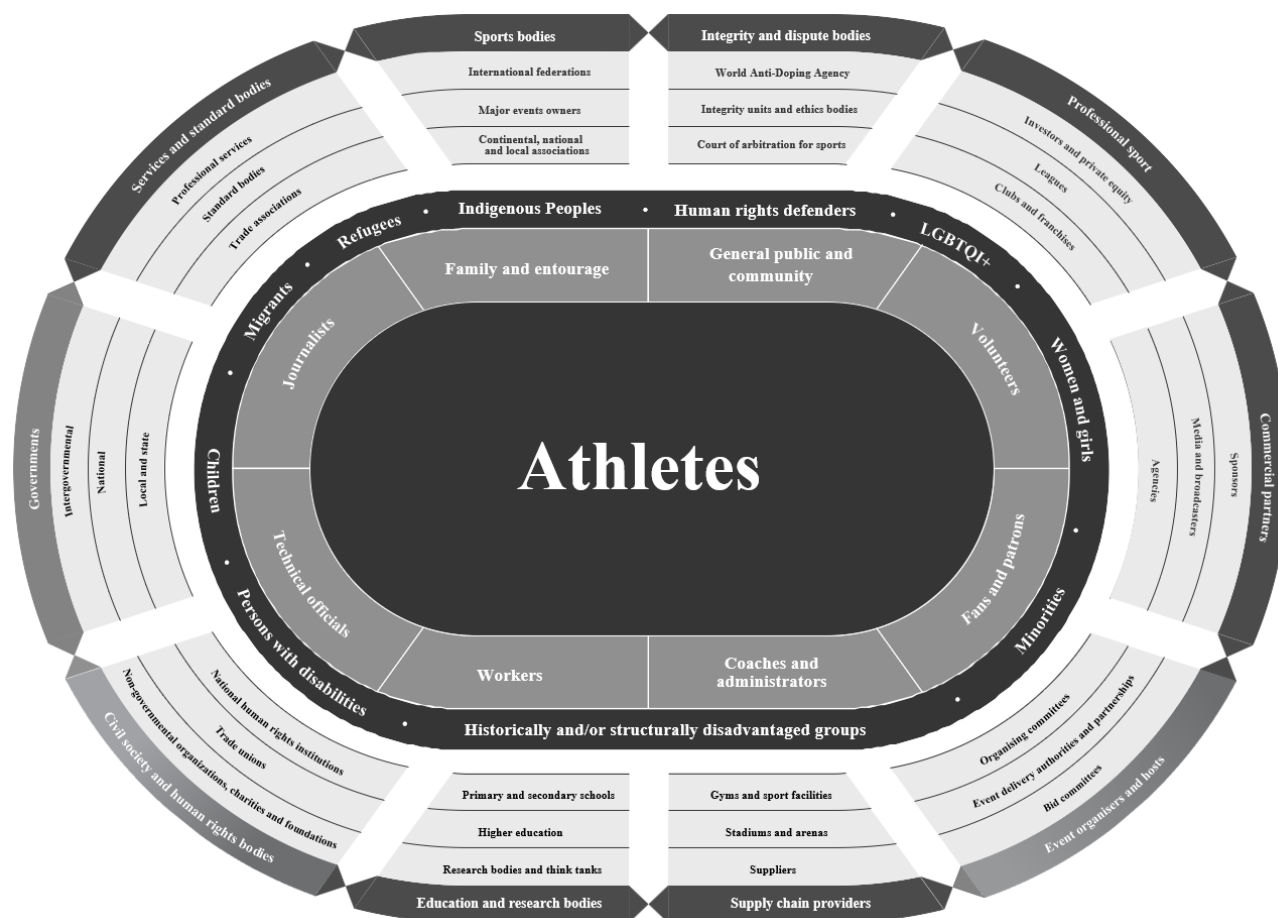 Sports bodies
International federations
Major events owners
Continental, national
and local associations
Integrity and dispute bodies
World Anti-Doping Agency
Integrity units and ethics bodies
Court of arbitration for sports
Professional sport
Investors and private equity
Leagues
Clubs and franchises
Commercial partners
Sponsors
Media and broadcasters
Agencies
Event organisers and hosts
Organising committees
Event delivery authorities and partnerships
Bid committees
Supply chain providers
Gyms and sport facilities
Stadiums and arenas
Suppliers
Education and research bodies
Primary and secondary schools
Higher education
Research bodies and think tanks
Civil society and human rights bodies
National human rights institutions
Trade unions
Non-governmental organizations, charities and foundations
Governments
Intergovernmental
National
Local and state
Services and standard bodies
Professional services
Standard bodies
Trade associations
Indigenous Peoples
· Human rights defenders
· LGBTQI+
· Women and girls
· Minorities
· Historically and/or structurally disadvantaged groups
· Persons with disabilities
· Children
· Migrants
· Refugees ·
Family and entourage
General public and
community
Volunteers
Fans and patrons
Coaches and
administrators
Workers
Technical officials
Journalists
Athletes